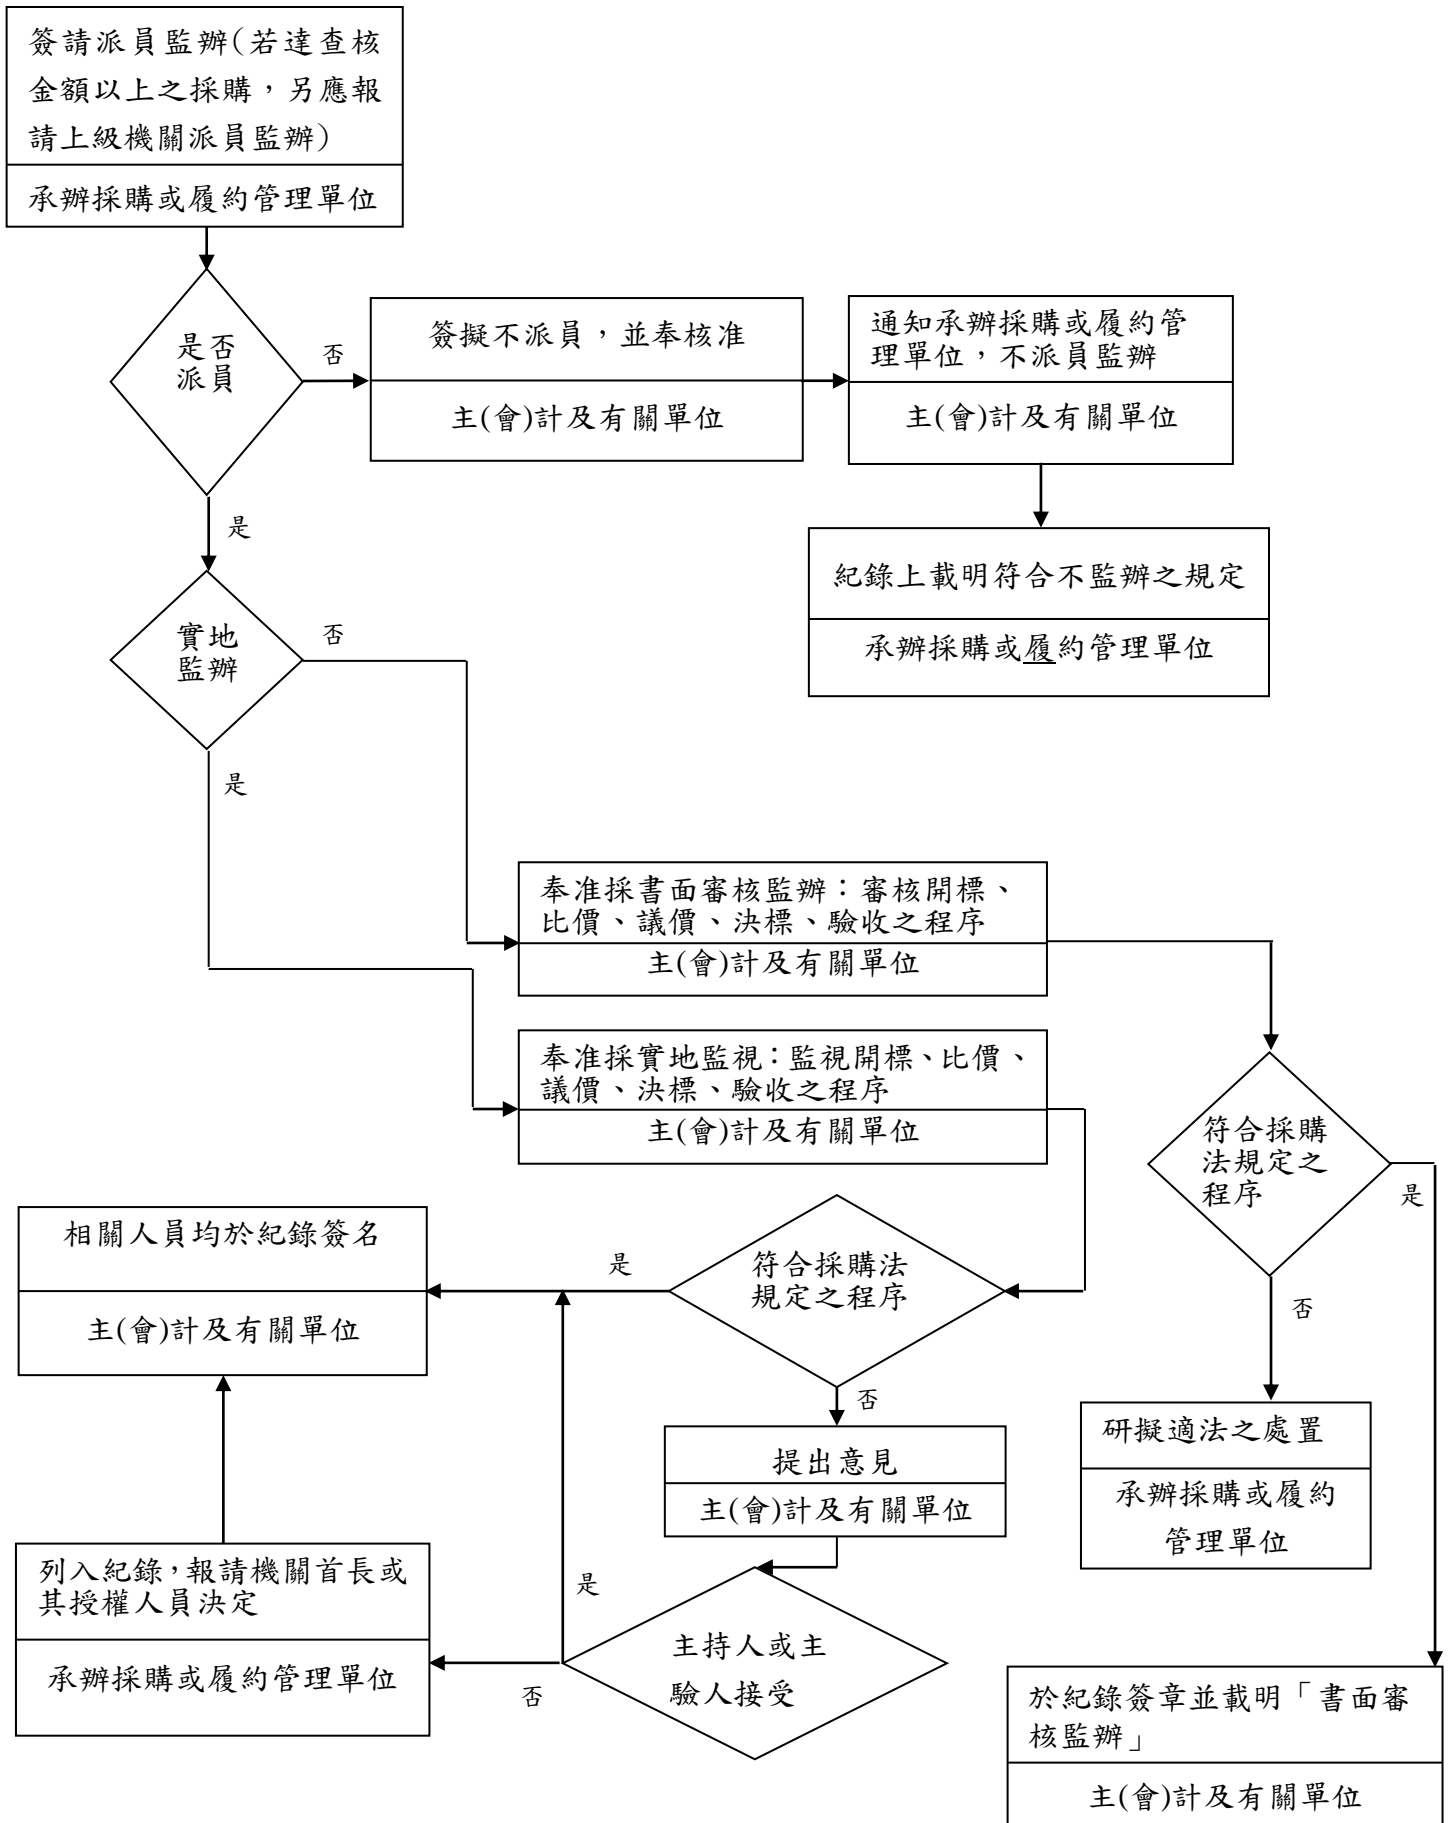 簽請派員監辦(若達查核
金額以上之採購，另應報
請上級機關派員監辦)
承辦採購或履約管理單位
是否
派員
否
簽擬不派員，並奉核准
主(會)計及有關單位
通知承辦採購或履約管
理單位，不派員監辦
主(會)計及有關單位
是
紀錄上載明符合不監辦之規定
承辦採購或履約管理單位
實地
監辦
否
是
奉准採書面審核監辦：審核開標、
比價、議價、決標、驗收之程序
主(會)計及有關單位
奉准採實地監視：監視開標、比價、
議價、決標、驗收之程序
主(會)計及有關單位
符合採購
法規定之
程序
是
否
相關人員均於紀錄簽名
主(會)計及有關單位
是
符合採購法
規定之程序
否
提出意見
主(會)計及有關單位
研擬適法之處置
承辦採購或履約
管理單位
列入紀錄，報請機關首長或
其授權人員決定
承辦採購或履約管理單位
是
否
主持人或主
驗人接受
於紀錄簽章並載明「書面審
核監辦」
主(會)計及有關單位